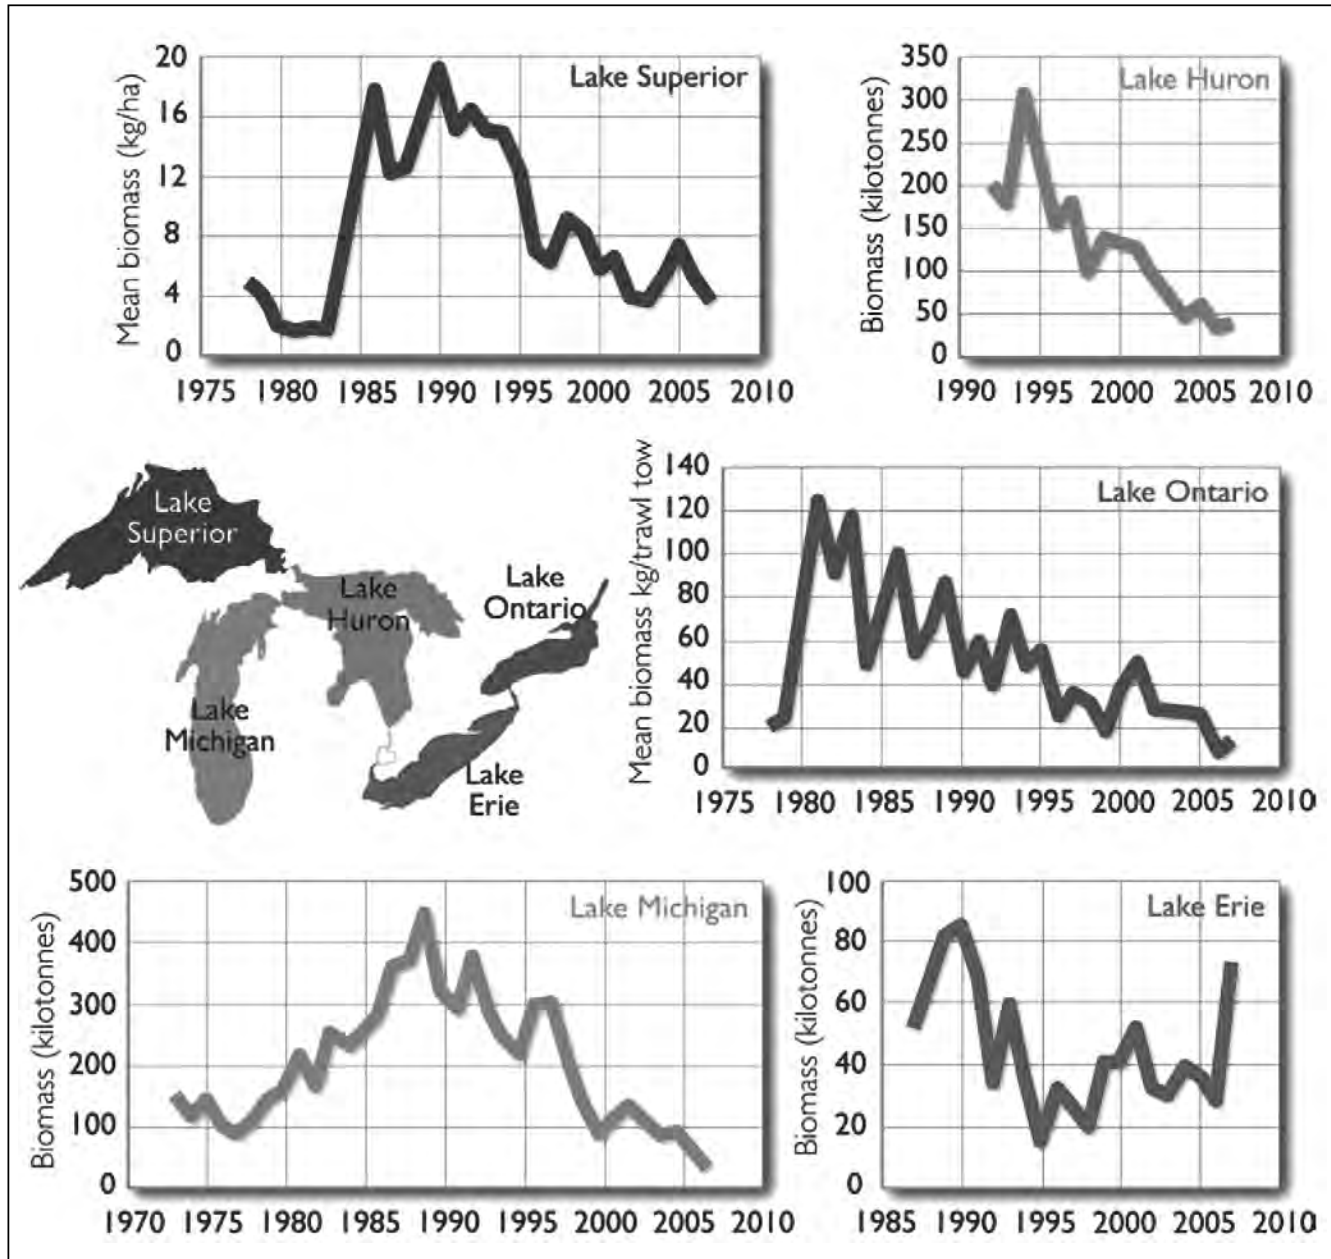 Lake Superior
Mean biomass (kg/ha)
20
16
12
8
4
0
1975 1980 1985 1990 1995 2000 2005 2010
Lake Huron
Biomass (kilotonnes)
350
300
250
200
150
100
50
0
1990 1995 2000 2005 2010
Lake
Superior
Lake
Huron
Lake
Ontario
Lake
Michigan
Lake
Erie
Lake Ontario
Mean biomass kg/trawl tow
140
120
100
80
60
40
20
0
1975 1980 1985 1990 1995 2000 2005 2010
Lake Michigan
Biomass (kilotonnes)
500
400
300
200
100
0
1970 1975 1980 1985 1990 1995 2000 2005 2010
Lake Erie
Biomass (kilotonnes)
100
80
60
40
20
0
1985 1990 1995 2000 2005 2010